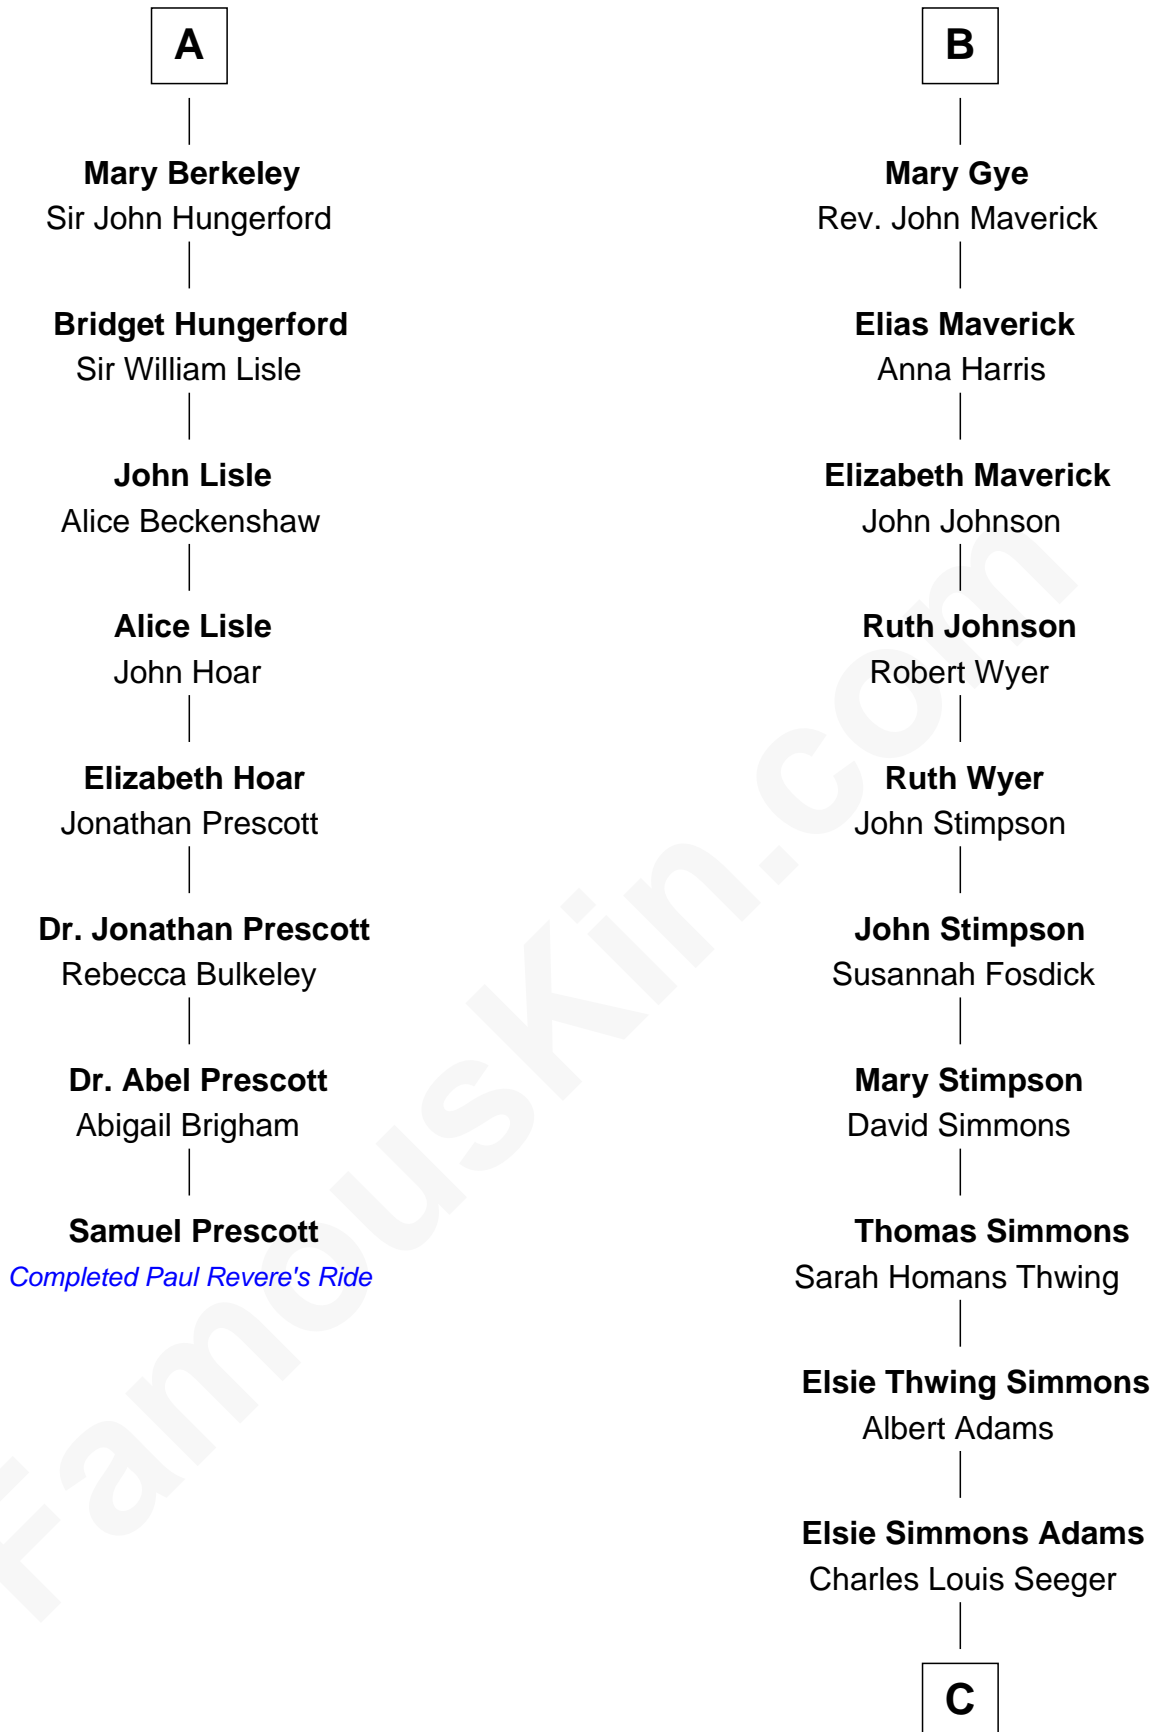 A
Mary Berkeley
Sir John Hungerford
Bridget Hungerford
Sir William Lisle
John Lisle
Alice Beckenshaw
Alice Lisle
John Hoar
Elizabeth Hoar
Jonathan Prescott
Dr. Jonathan Prescott
Rebecca Bulkeley
Dr. Abel Prescott
Abigail Brigham
Samuel Prescott
Completed Paul Revere's Ride
B
Mary Gye
Rev. John Maverick
Elias Maverick
Anna Harris
Elizabeth Maverick
John Johnson
Ruth Johnson
Robert Wyer
Ruth Wyer
John Stimpson
John Stimpson
Susannah Fosdick
Mary Stimpson
David Simmons
Thomas Simmons
Sarah Homans Thwing
Elsie Thwing Simmons
Albert Adams
Elsie Simmons Adams
Charles Louis Seeger
C
FamousKin.com